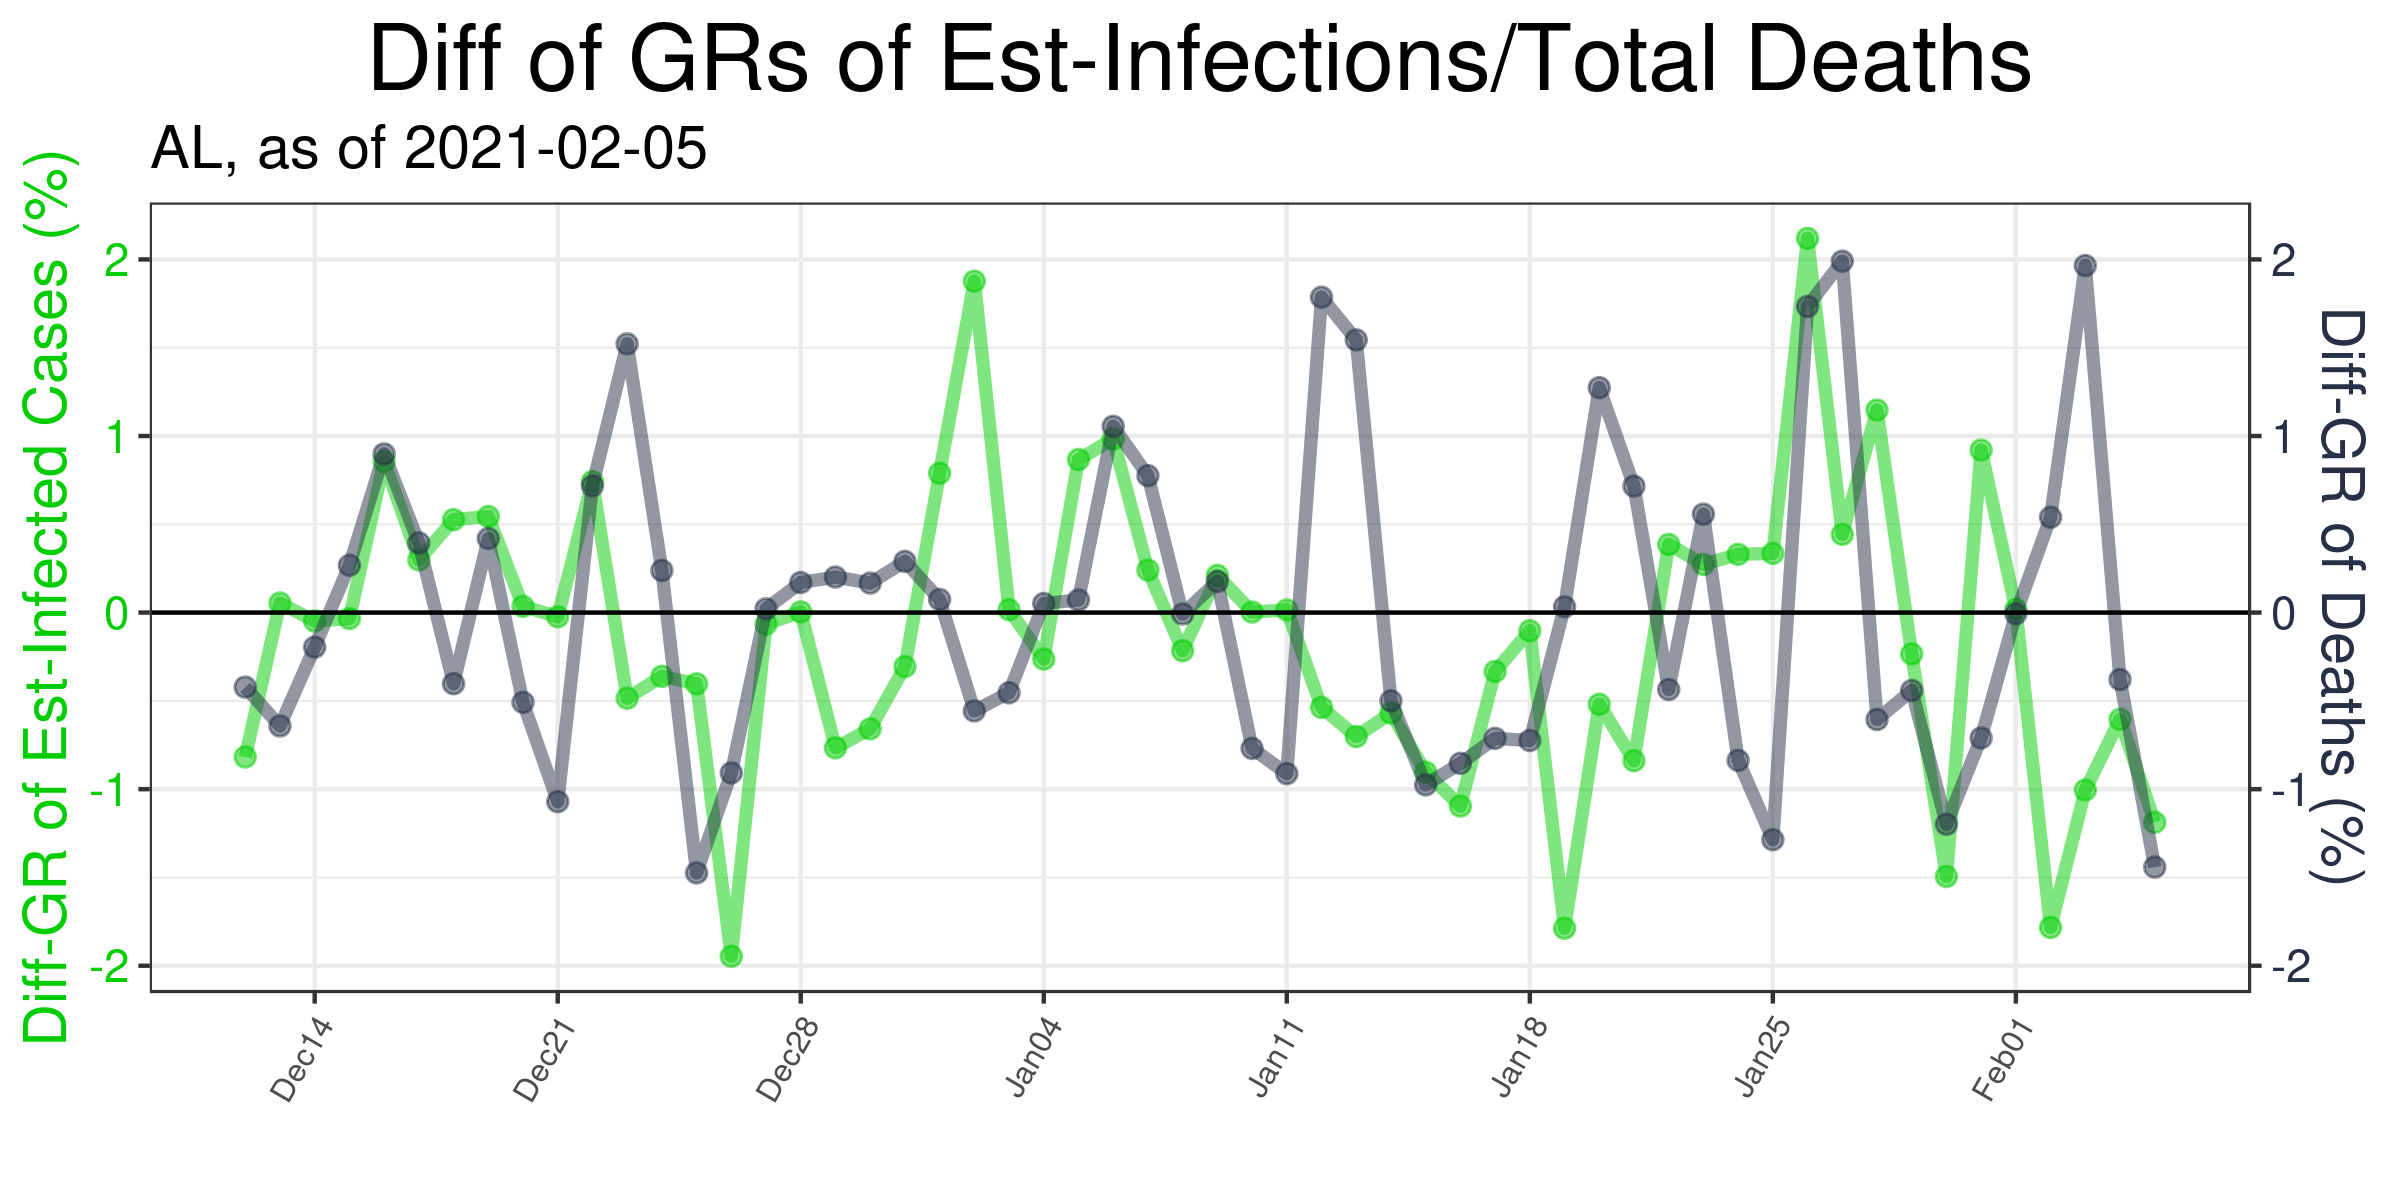 Diff of GRs of Est-Infections/Total Deaths
AL, as of 2021-02-05
Diff-GR of Est-Infected Cases (%)
2
1
0
-1
-2
2
1
0
-1
-2
Diff-GR of Deaths (%)
Dec14
Dec21
Dec28
Jan04
Jan11
Jan18
Jan25
Feb01